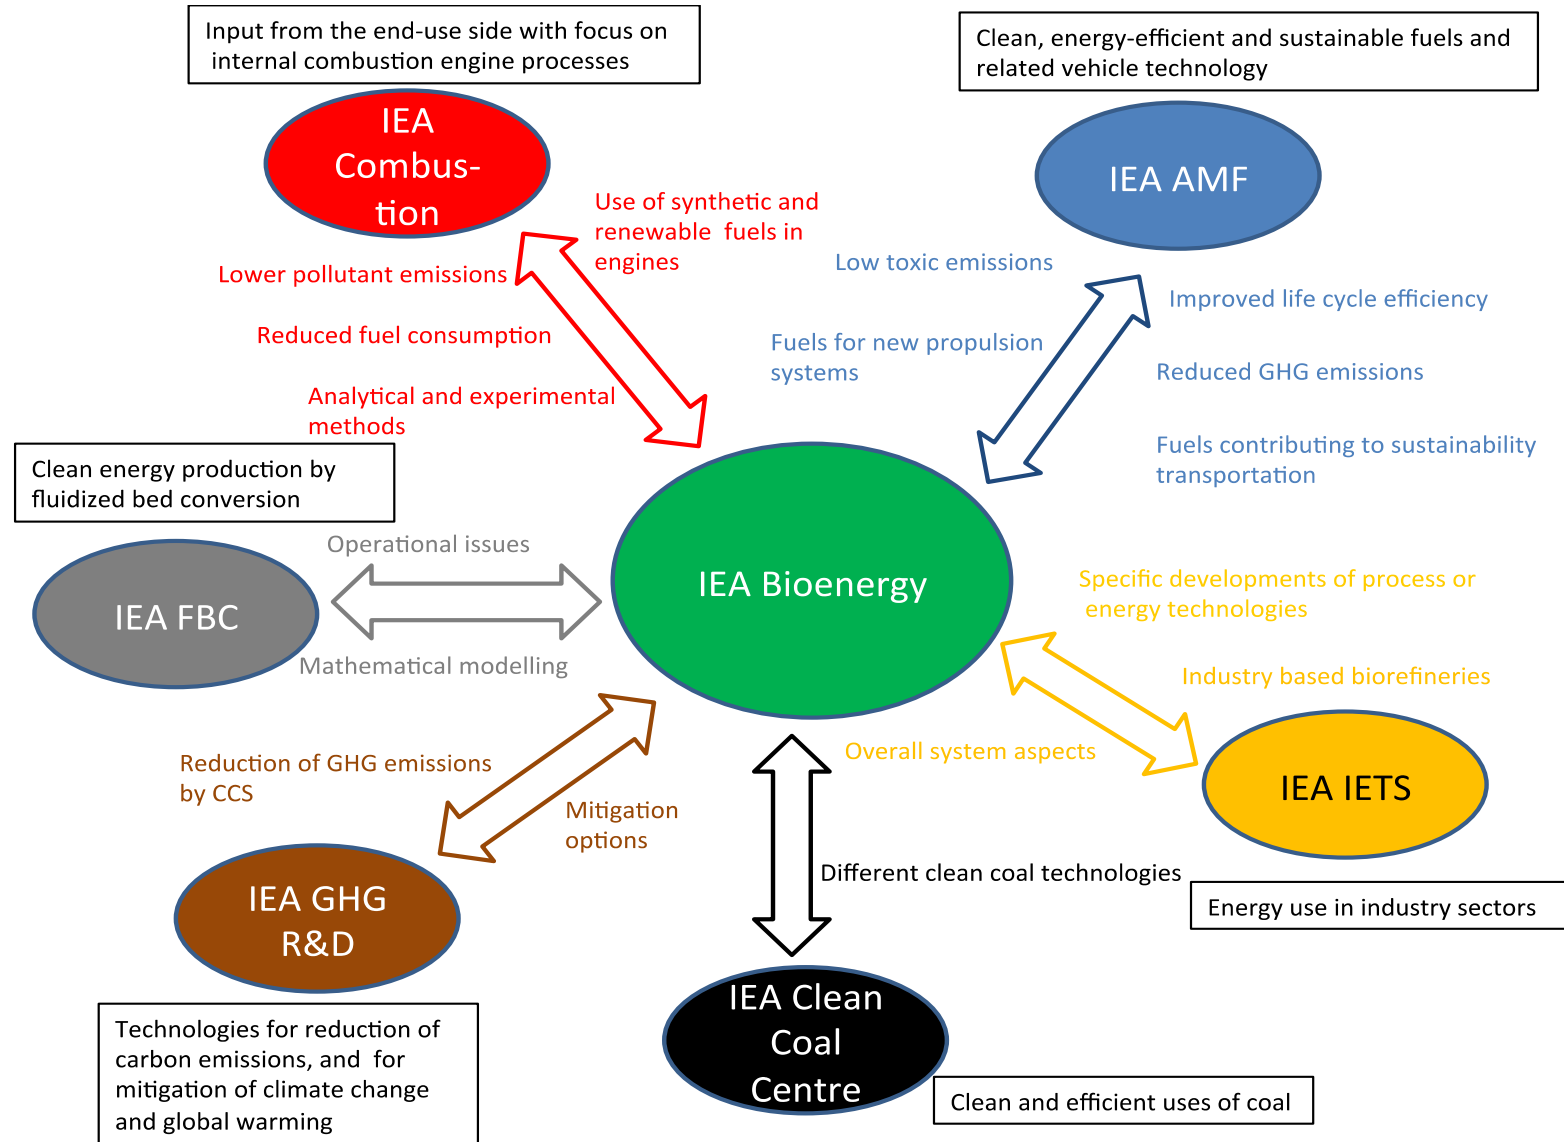 Input from the end-use side with focus on
internal combustion engine processes
Clean, energy-efficient and sustainable fuels and
related vehicle technology
IEA
Combus-
tion
IEA AMF
Use of synthetic and
renewable fuels in
engines
Lower pollutant emissions
Reduced fuel consumption
Analytical and experimental
methods
Low toxic emissions
Improved life cycle efficiency
Fuels for new propulsion
systems
Reduced GHG emissions
Fuels contributing to sustainability
transportation
Clean energy production by
fluidized bed conversion
Operational issues
IEA FBC
Mathematical modelling
IEA Bioenergy
Specific developments of process or
energy technologies
Industry based biorefineries
Overall system aspects
IEA IETS
Energy use in industry sectors
Reduction of GHG emissions
by CCS
Mitigation
options
IEA GHG
R&D
Technologies for reduction of
carbon emissions, and for
mitigation of climate change
and global warming
Different clean coal technologies
IEA Clean
Coal
Centre
Clean and efficient uses of coal